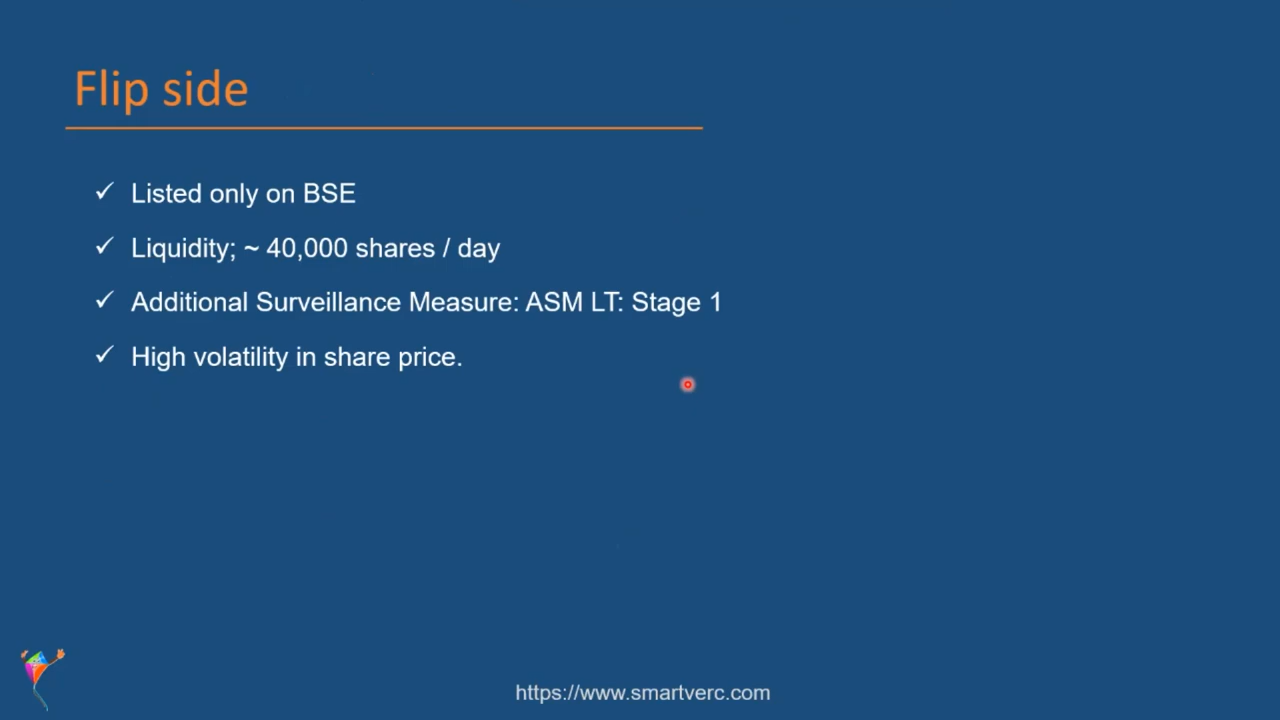 Flip side
✓ Listed only on BSE
✓ Liquidity; ~ 40,000 shares / day
✓ Additional Surveillance Measure: ASM LT: Stage 1
✓ High volatility in share price.
https://www.smartverc.com